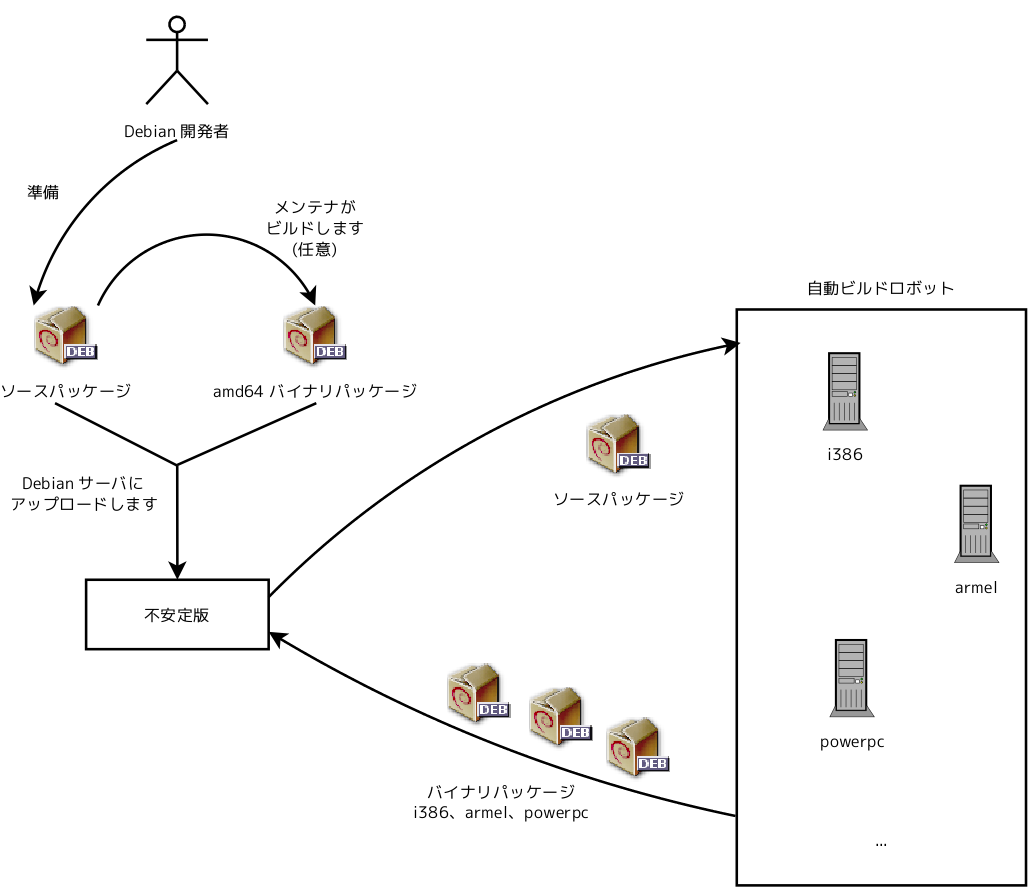 Debian 開発者
準備
メンテナが
ビルドします
(任意)
DEB
DEB
ソースパッケージ
amd64 バイナリパッケージ
Debian サーバに
アップロードします
不安定版
自動ビルドロボット
i386
DEB
ソースパッケージ
armel
DEB
DEB
DEB
powerpc
バイナリパッケージ
i386、armel、powerpc
...